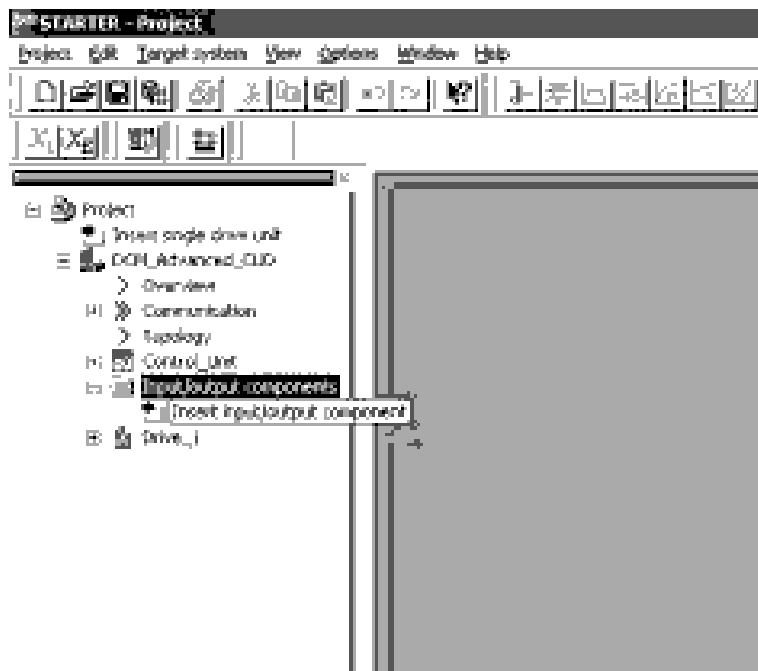 STARTER - Project
Project Edit Target system View Options Window Help
Project
Insert single drive unit
DCM_Advanced_CUD
Overview
Communication
Topology
Control_Unit
Input/output components
Insert input/output component
Drive_1